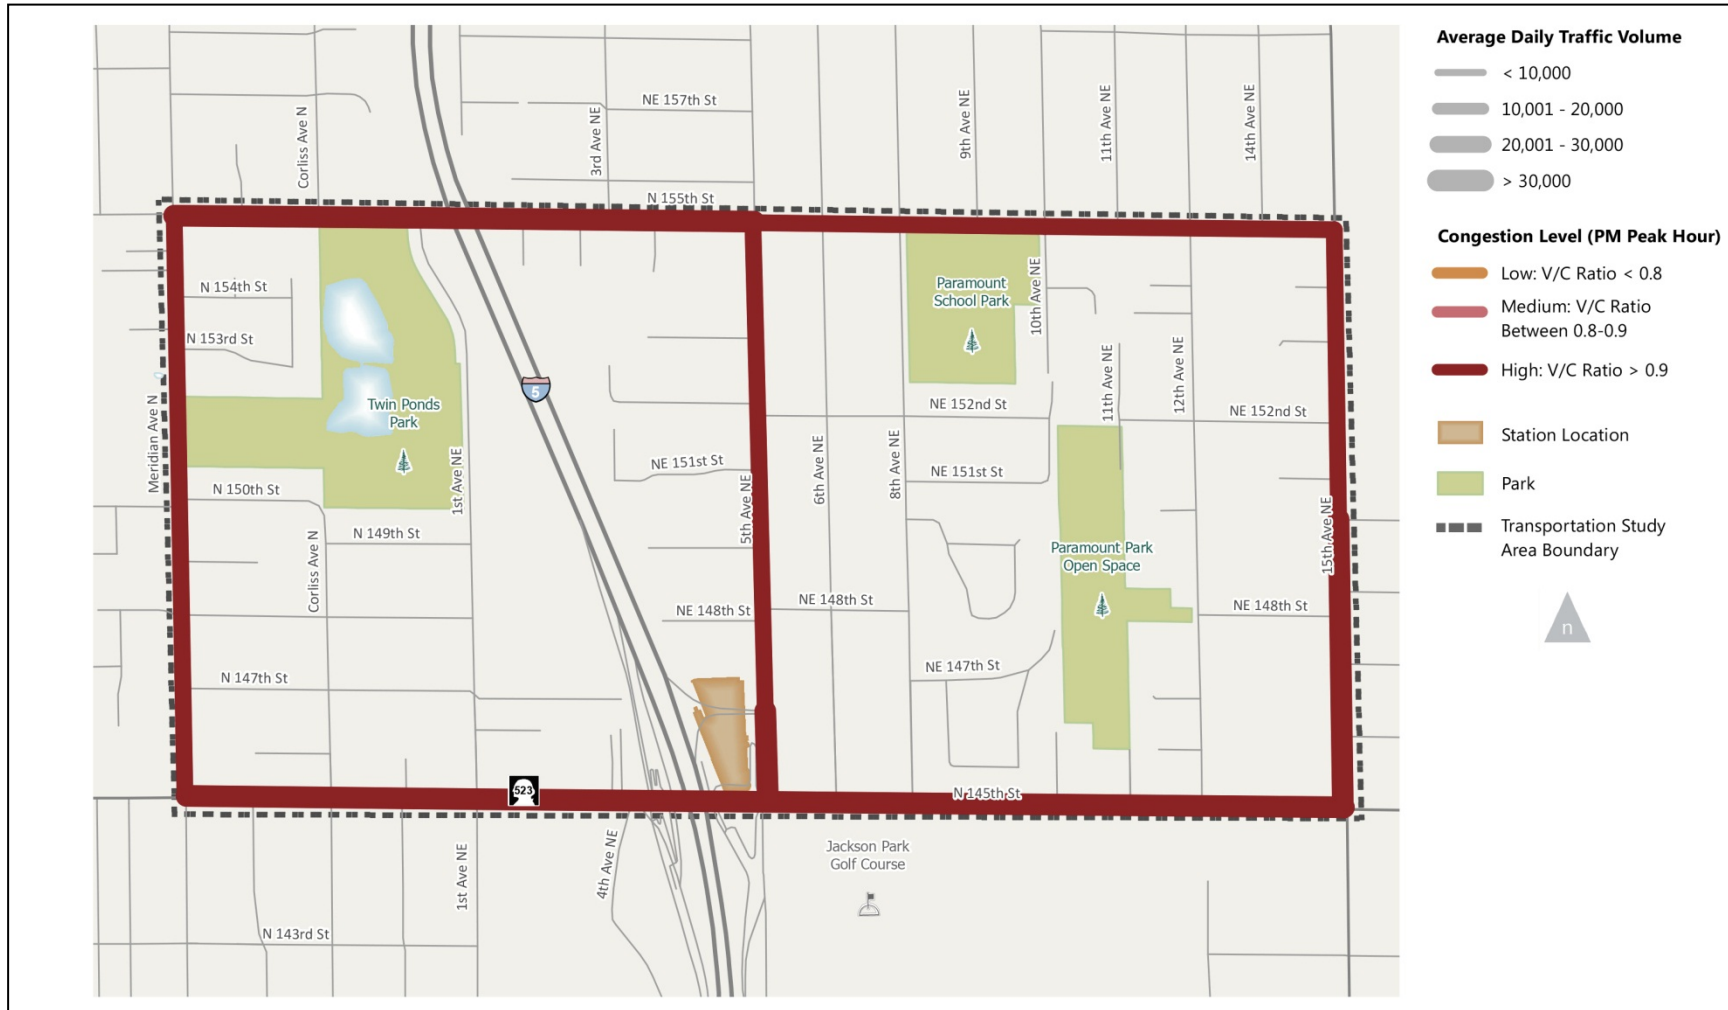 Average Daily Traffic Volume
< 10,000
10,001 - 20,000
20,001 - 30,000
> 30,000
Congestion Level (PM Peak Hour)
Low: V/C Ratio < 0.8
Medium: V/C Ratio
Between 0.8-0.9
High: V/C Ratio > 0.9
Station Location
Park
Transportation Study
Area Boundary
n
NE 157th St
Corliss Ave N
3rd Ave NE
9th Ave NE
11th Ave NE
14th Ave NE
N 155th St
N 154th St
N 153rd St
Paramount
School Park
10th Ave NE
5
Twin Ponds
Park
Meridian Ave N
1st Ave NE
NE 152nd St
11th Ave NE
12th Ave NE
NE 152nd St
NE 151st St
5th Ave NE
6th Ave NE
8th Ave NE
NE 151st St
N 150th St
N 149th St
Corliss Ave N
Paramount Park
Open Space
15th Ave NE
NE 148th St
NE 148th St
NE 148th St
N 147th St
NE 147th St
523
N 145th St
Jackson Park
Golf Course
1st Ave NE
4th Ave NE
N 143rd St